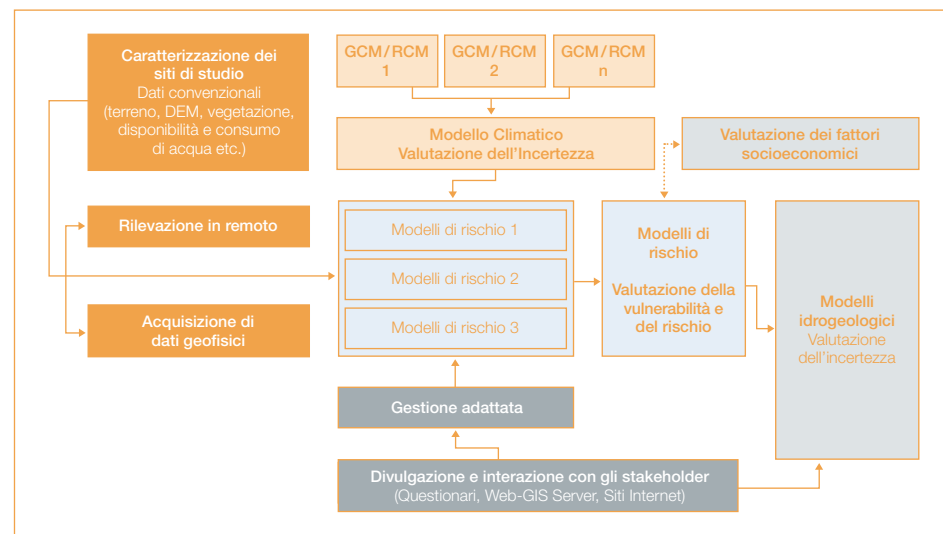 Caratterizzazione dei
siti di studio
Dati convenzionali
(terreno, DEM, vegetazione,
disponibilità e consumo
di acqua etc.)
Rilevazione in remoto
Acquisizione di
dati geofisici
GCM/RCM
1
GCM/RCM
2
GCM/RCM
n
Modello Climatico
Valutazione dell'Incertezza
Valutazione dei fattori
socioeconomici
Modelli di rischio 1
Modelli di rischio 2
Modelli di rischio 3
Modelli di
rischio
Valutazione della
vulnerabilità e
del rischio
Modelli
idrogeologici
Valutazione
dell'incertezza
Gestione adattata
Divulgazione e interazione con gli stakeholder
(Questionari, Web-GIS Server, Siti Internet)